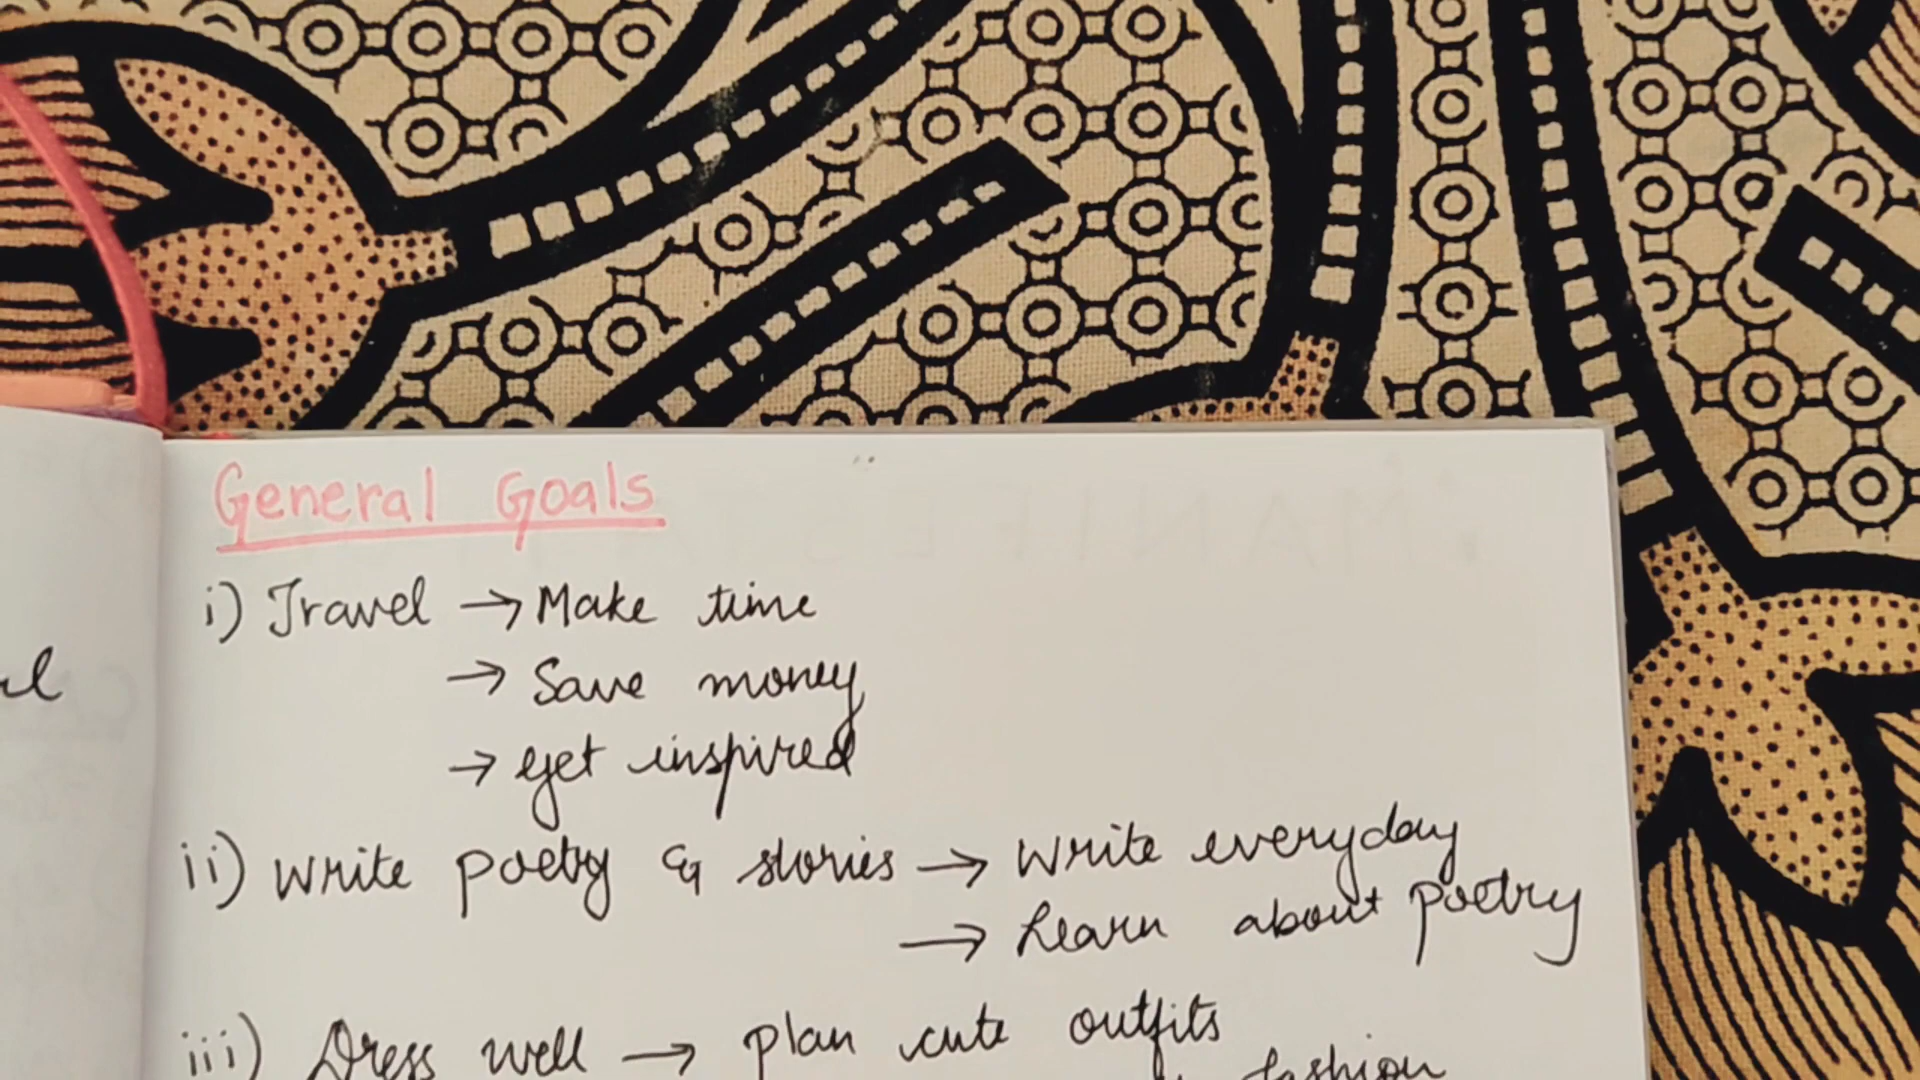 General Goals
i) Travel → Make time
→ Save money
→ get inspired
ii) Write poetry & stories → Write everyday
→ Learn about poetry
iii) Dress well → plan cute outfits
fashion